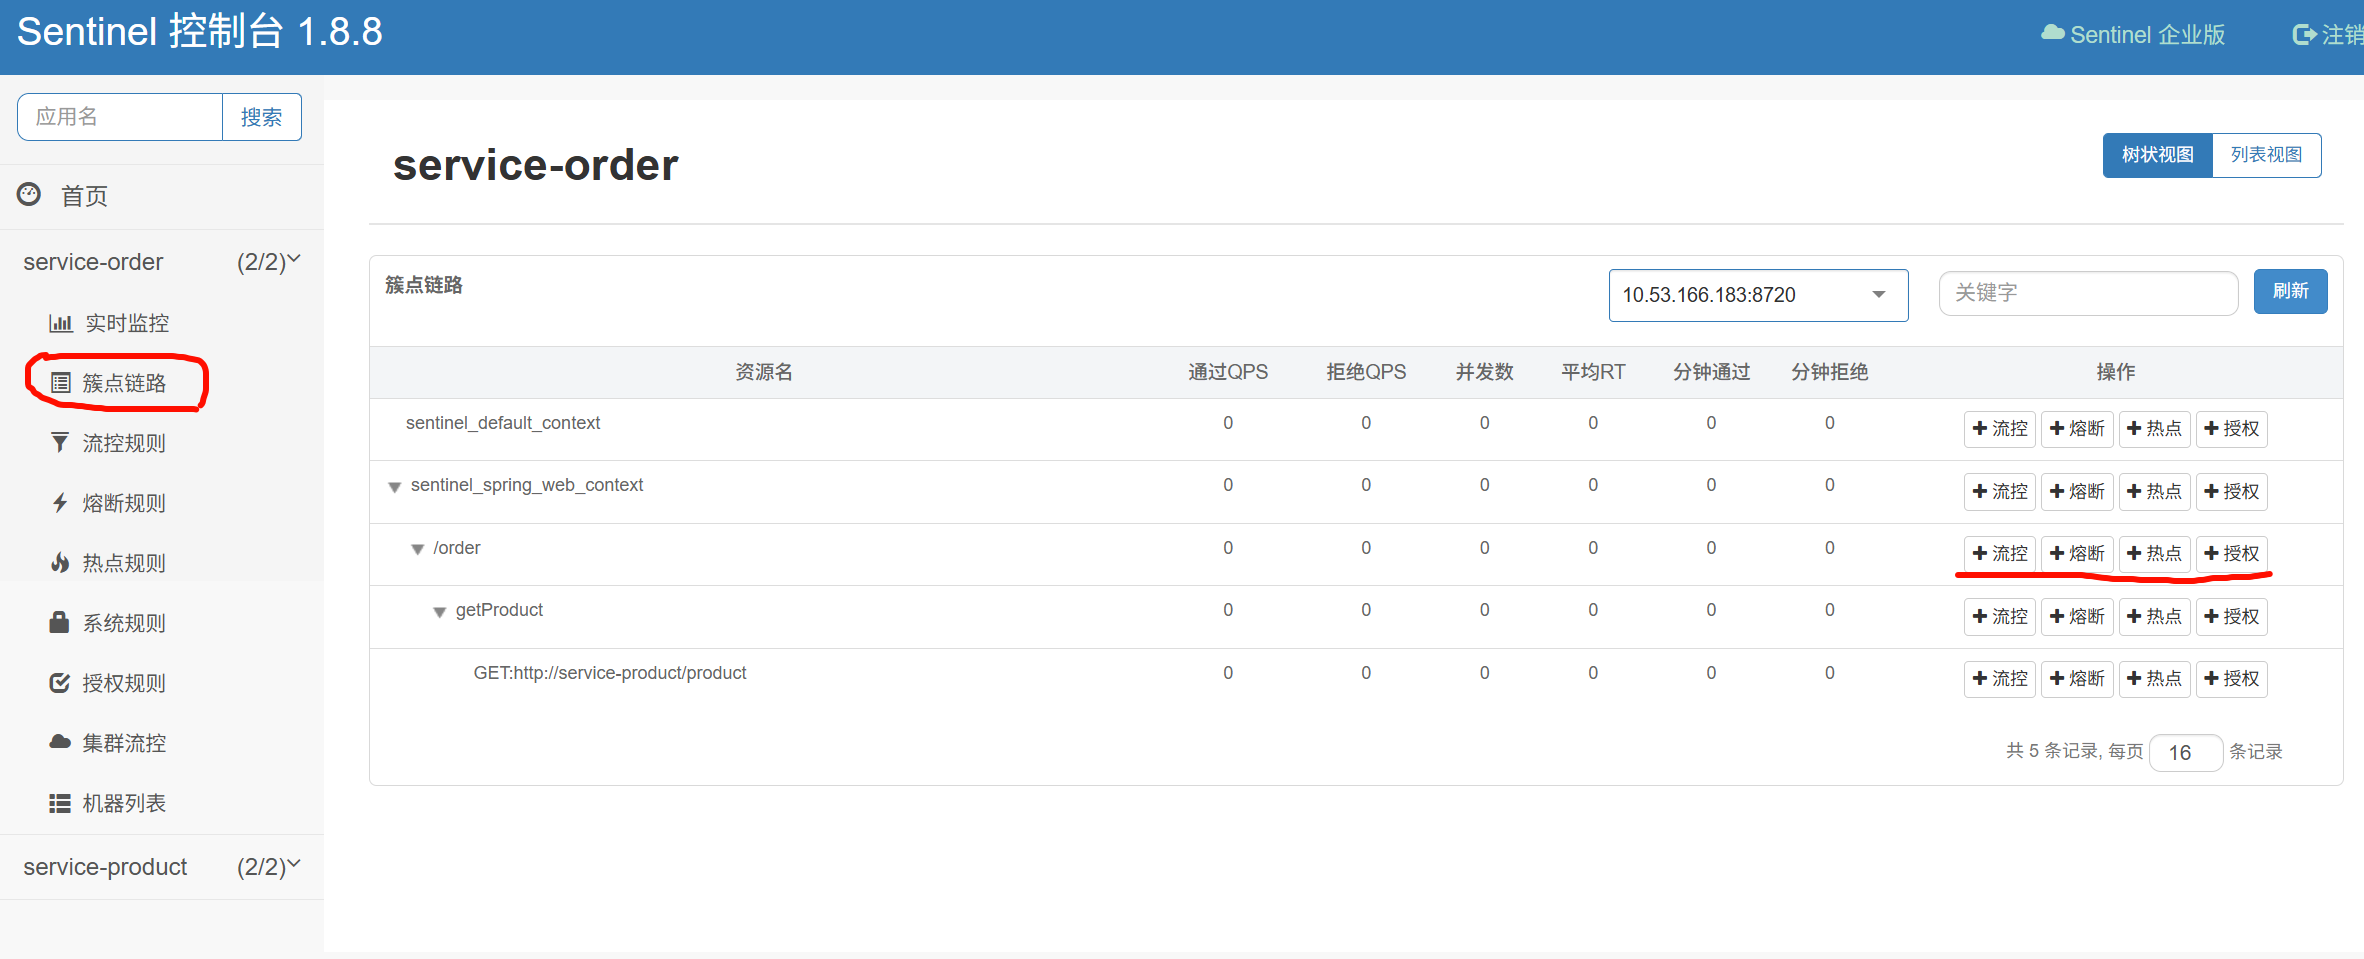 Sentinel 控制台 1.8.8
Sentinel 企业版
注销
应用名
搜索
首页
service-order (2/2)
实时监控
簇点链路
流控规则
熔断规则
热点规则
系统规则
授权规则
集群流控
机器列表
service-product (2/2)
service-order
树状视图 列表视图
簇点链路
10.53.166.183:8720
关键字
刷新
资源名 通过QPS 拒绝QPS 并发数 平均RT 分钟通过 分钟拒绝 操作
sentinel_default_context 0 0 0 0 0 0 流控 熔断 热点 授权
sentinel_spring_web_context 0 0 0 0 0 0 流控 熔断 热点 授权
/order 0 0 0 0 0 0 流控 熔断 热点 授权
getProduct 0 0 0 0 0 0 流控 熔断 热点 授权
GET:http://service-product/product 0 0 0 0 0 0 流控 熔断 热点 授权
共 5 条记录, 每页 16 条记录